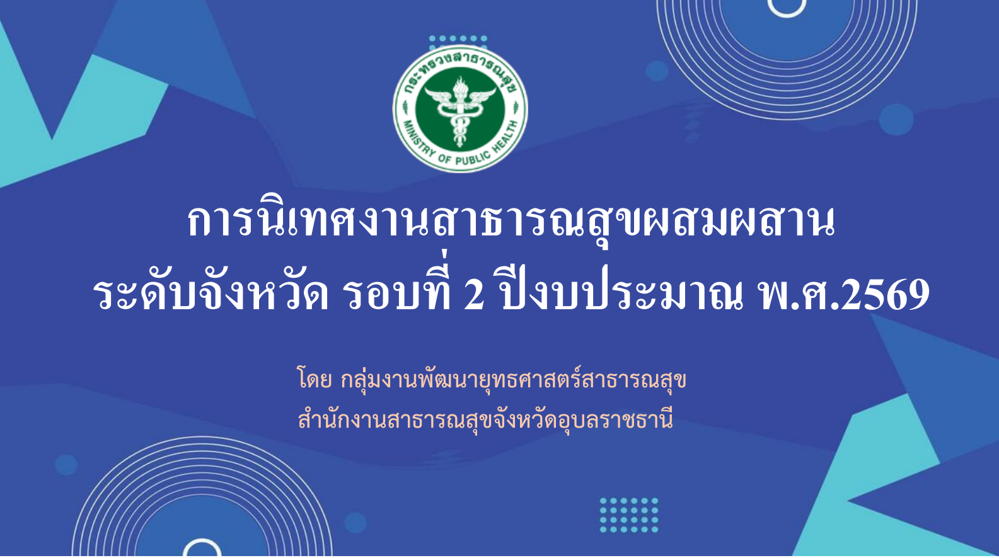 กระทรวงสาธารณสุข
MINISTRY OF PUBLIC HEALTH
การนิเทศงานสาธารณสุขผสมผสาน
ระดับจังหวัด รอบที่ 2 ปีงบประมาณ พ.ศ.2569
โดย กลุ่มงานพัฒนายุทธศาสตร์สาธารณสุข
สำนักงานสาธารณสุขจังหวัดอุบลราชธานี